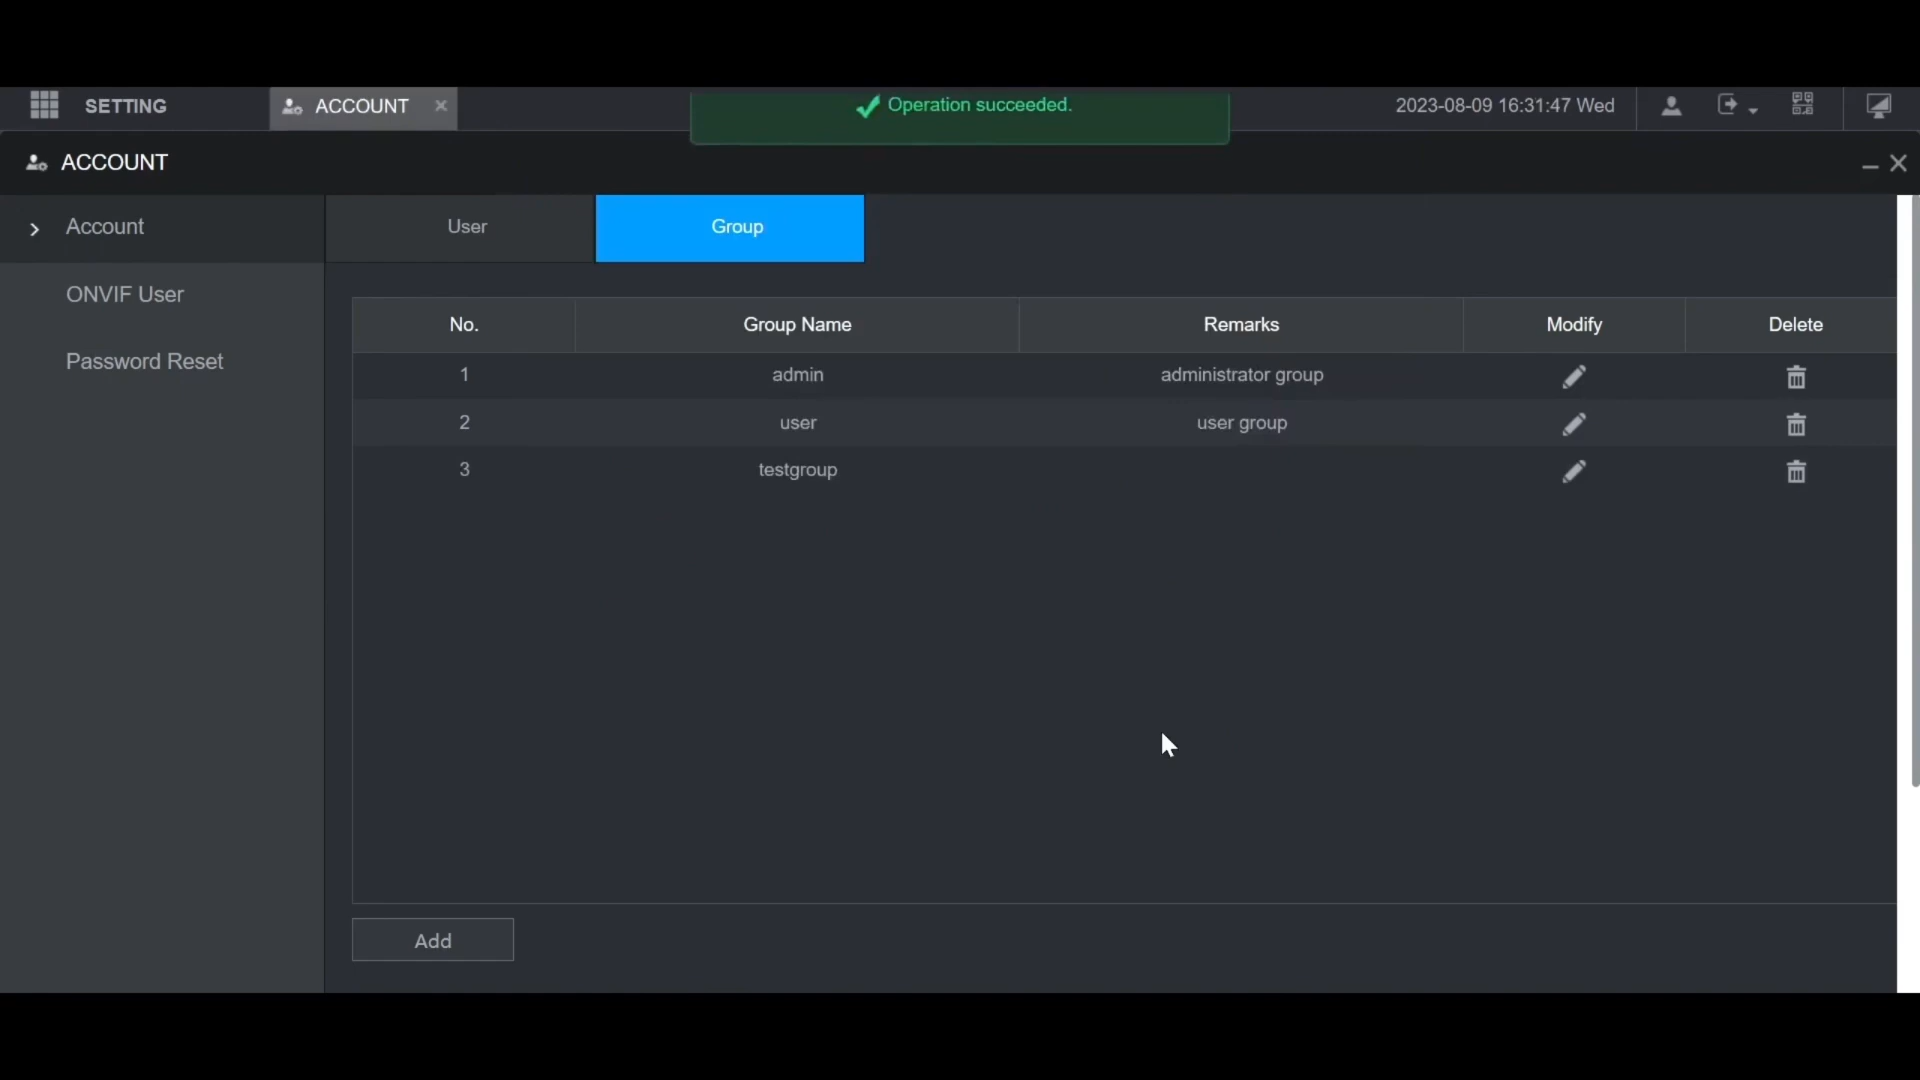 SETTING
ACCOUNT
Operation succeeded.
2023-08-09 16:31:47 Wed
ACCOUNT
Account
ONVIF User
Password Reset
User
Group
No. Group Name Remarks Modify Delete
1 admin administrator group
2 user user group
3 testgroup
Add